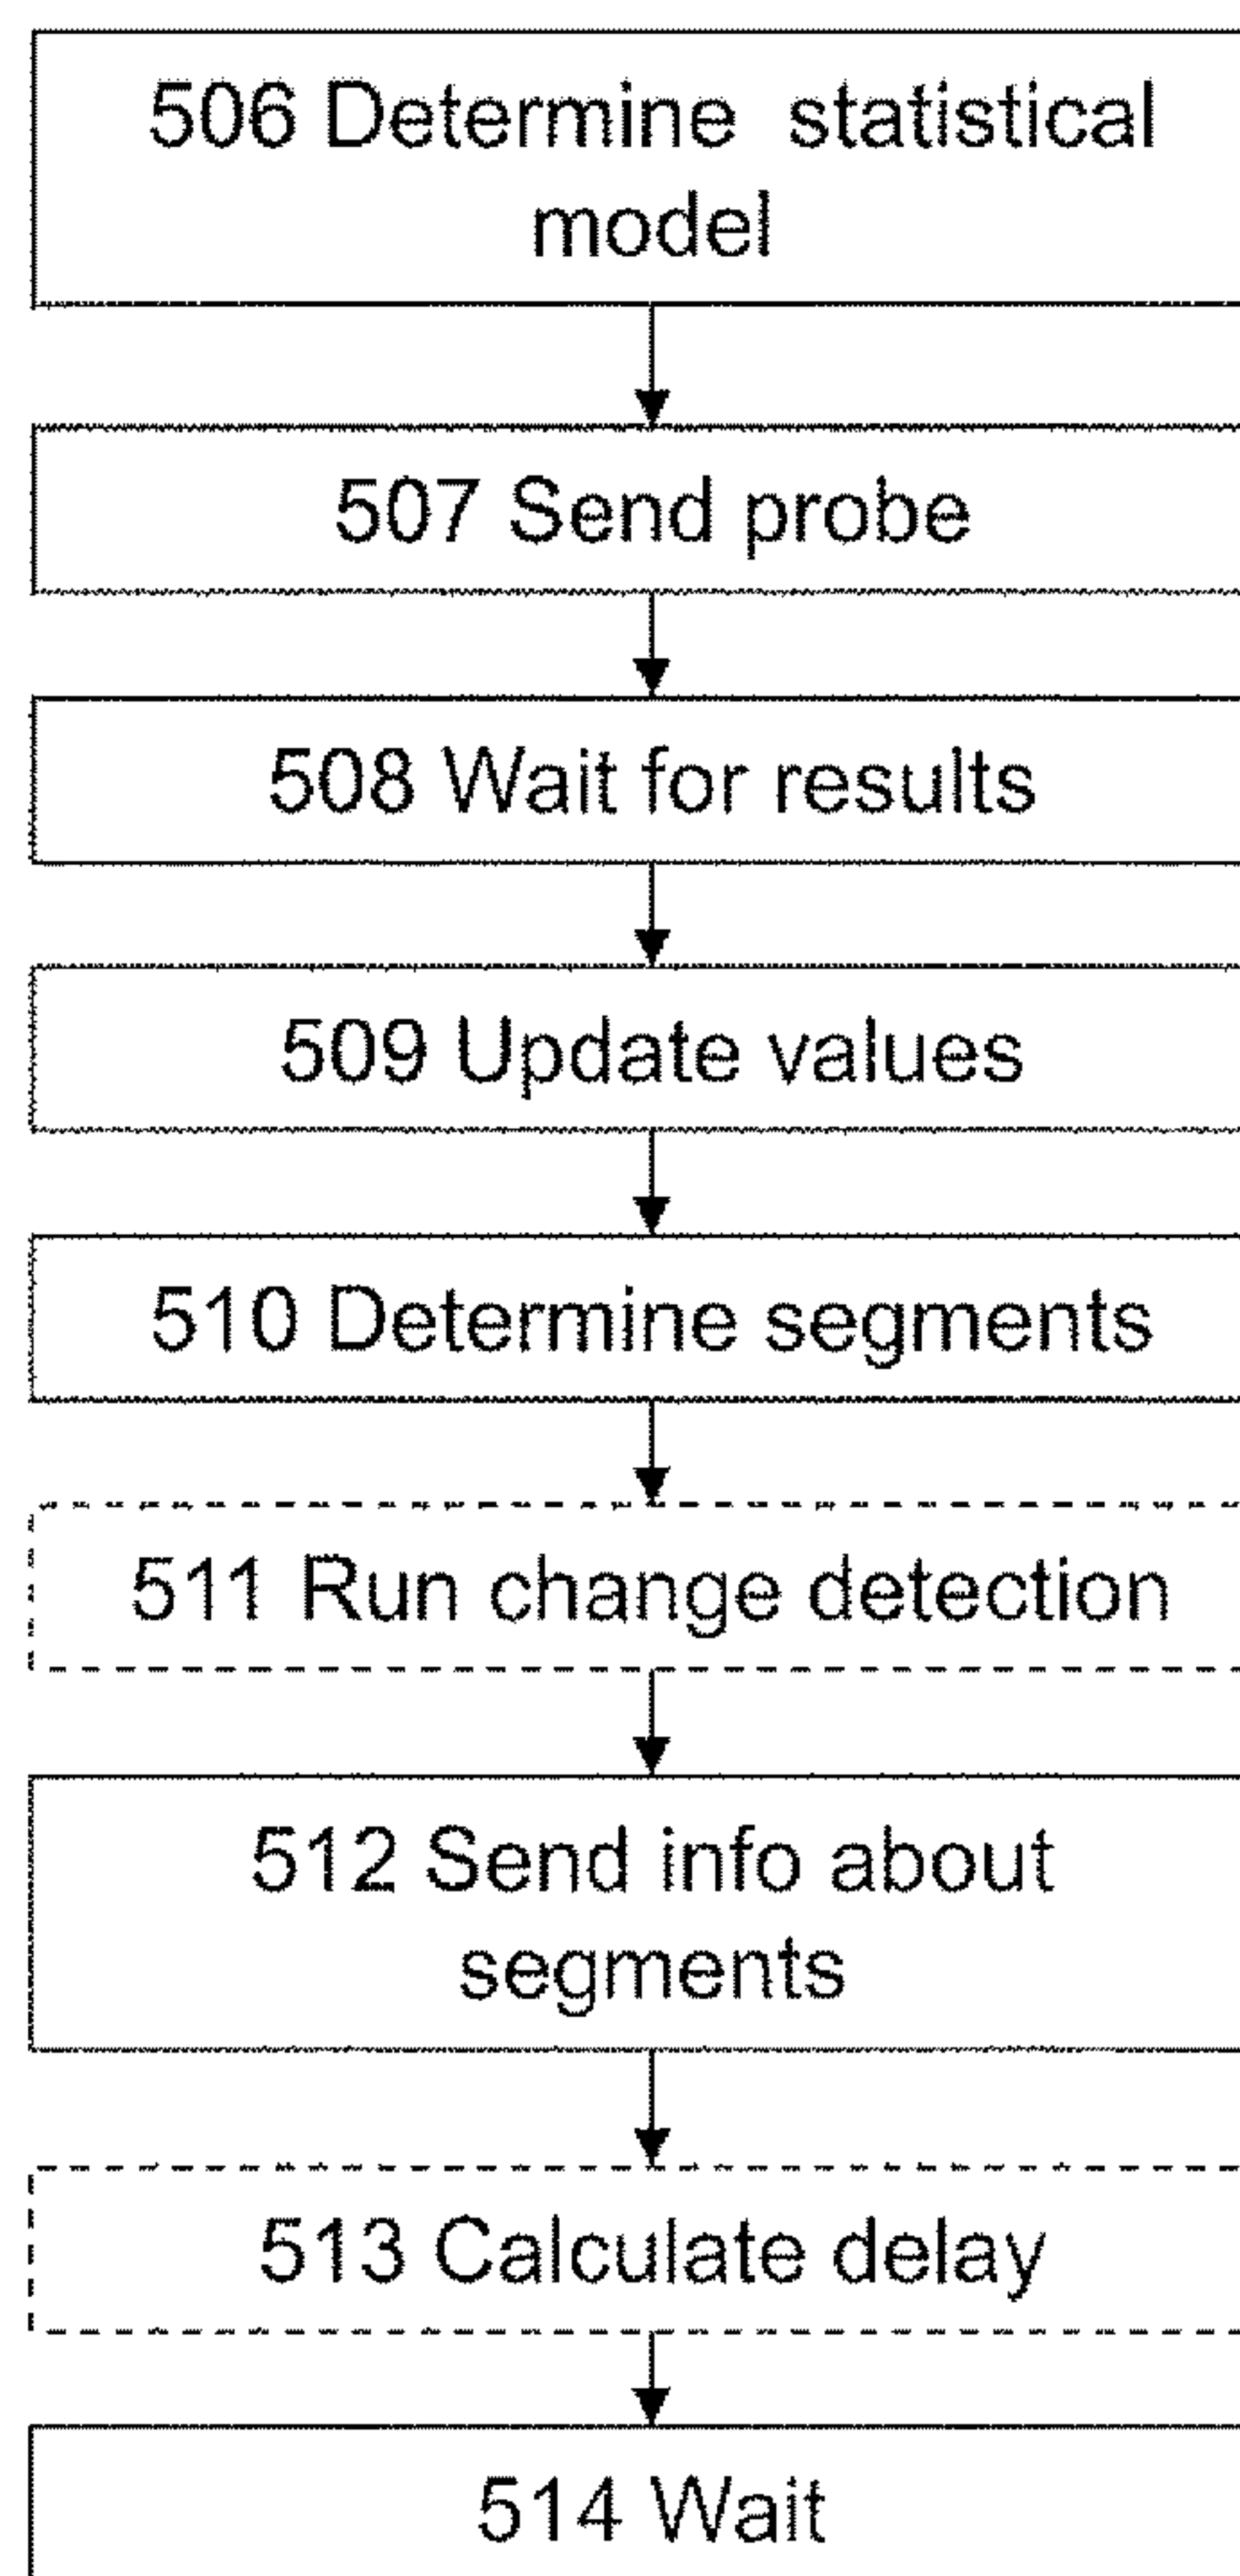 506 Determine statistical
model
507 Send probe
508 Wait for results
509 Update values
510 Determine segments
511 Run change detection
512 Send info about
segments
513 Calculate delay
514 Wait